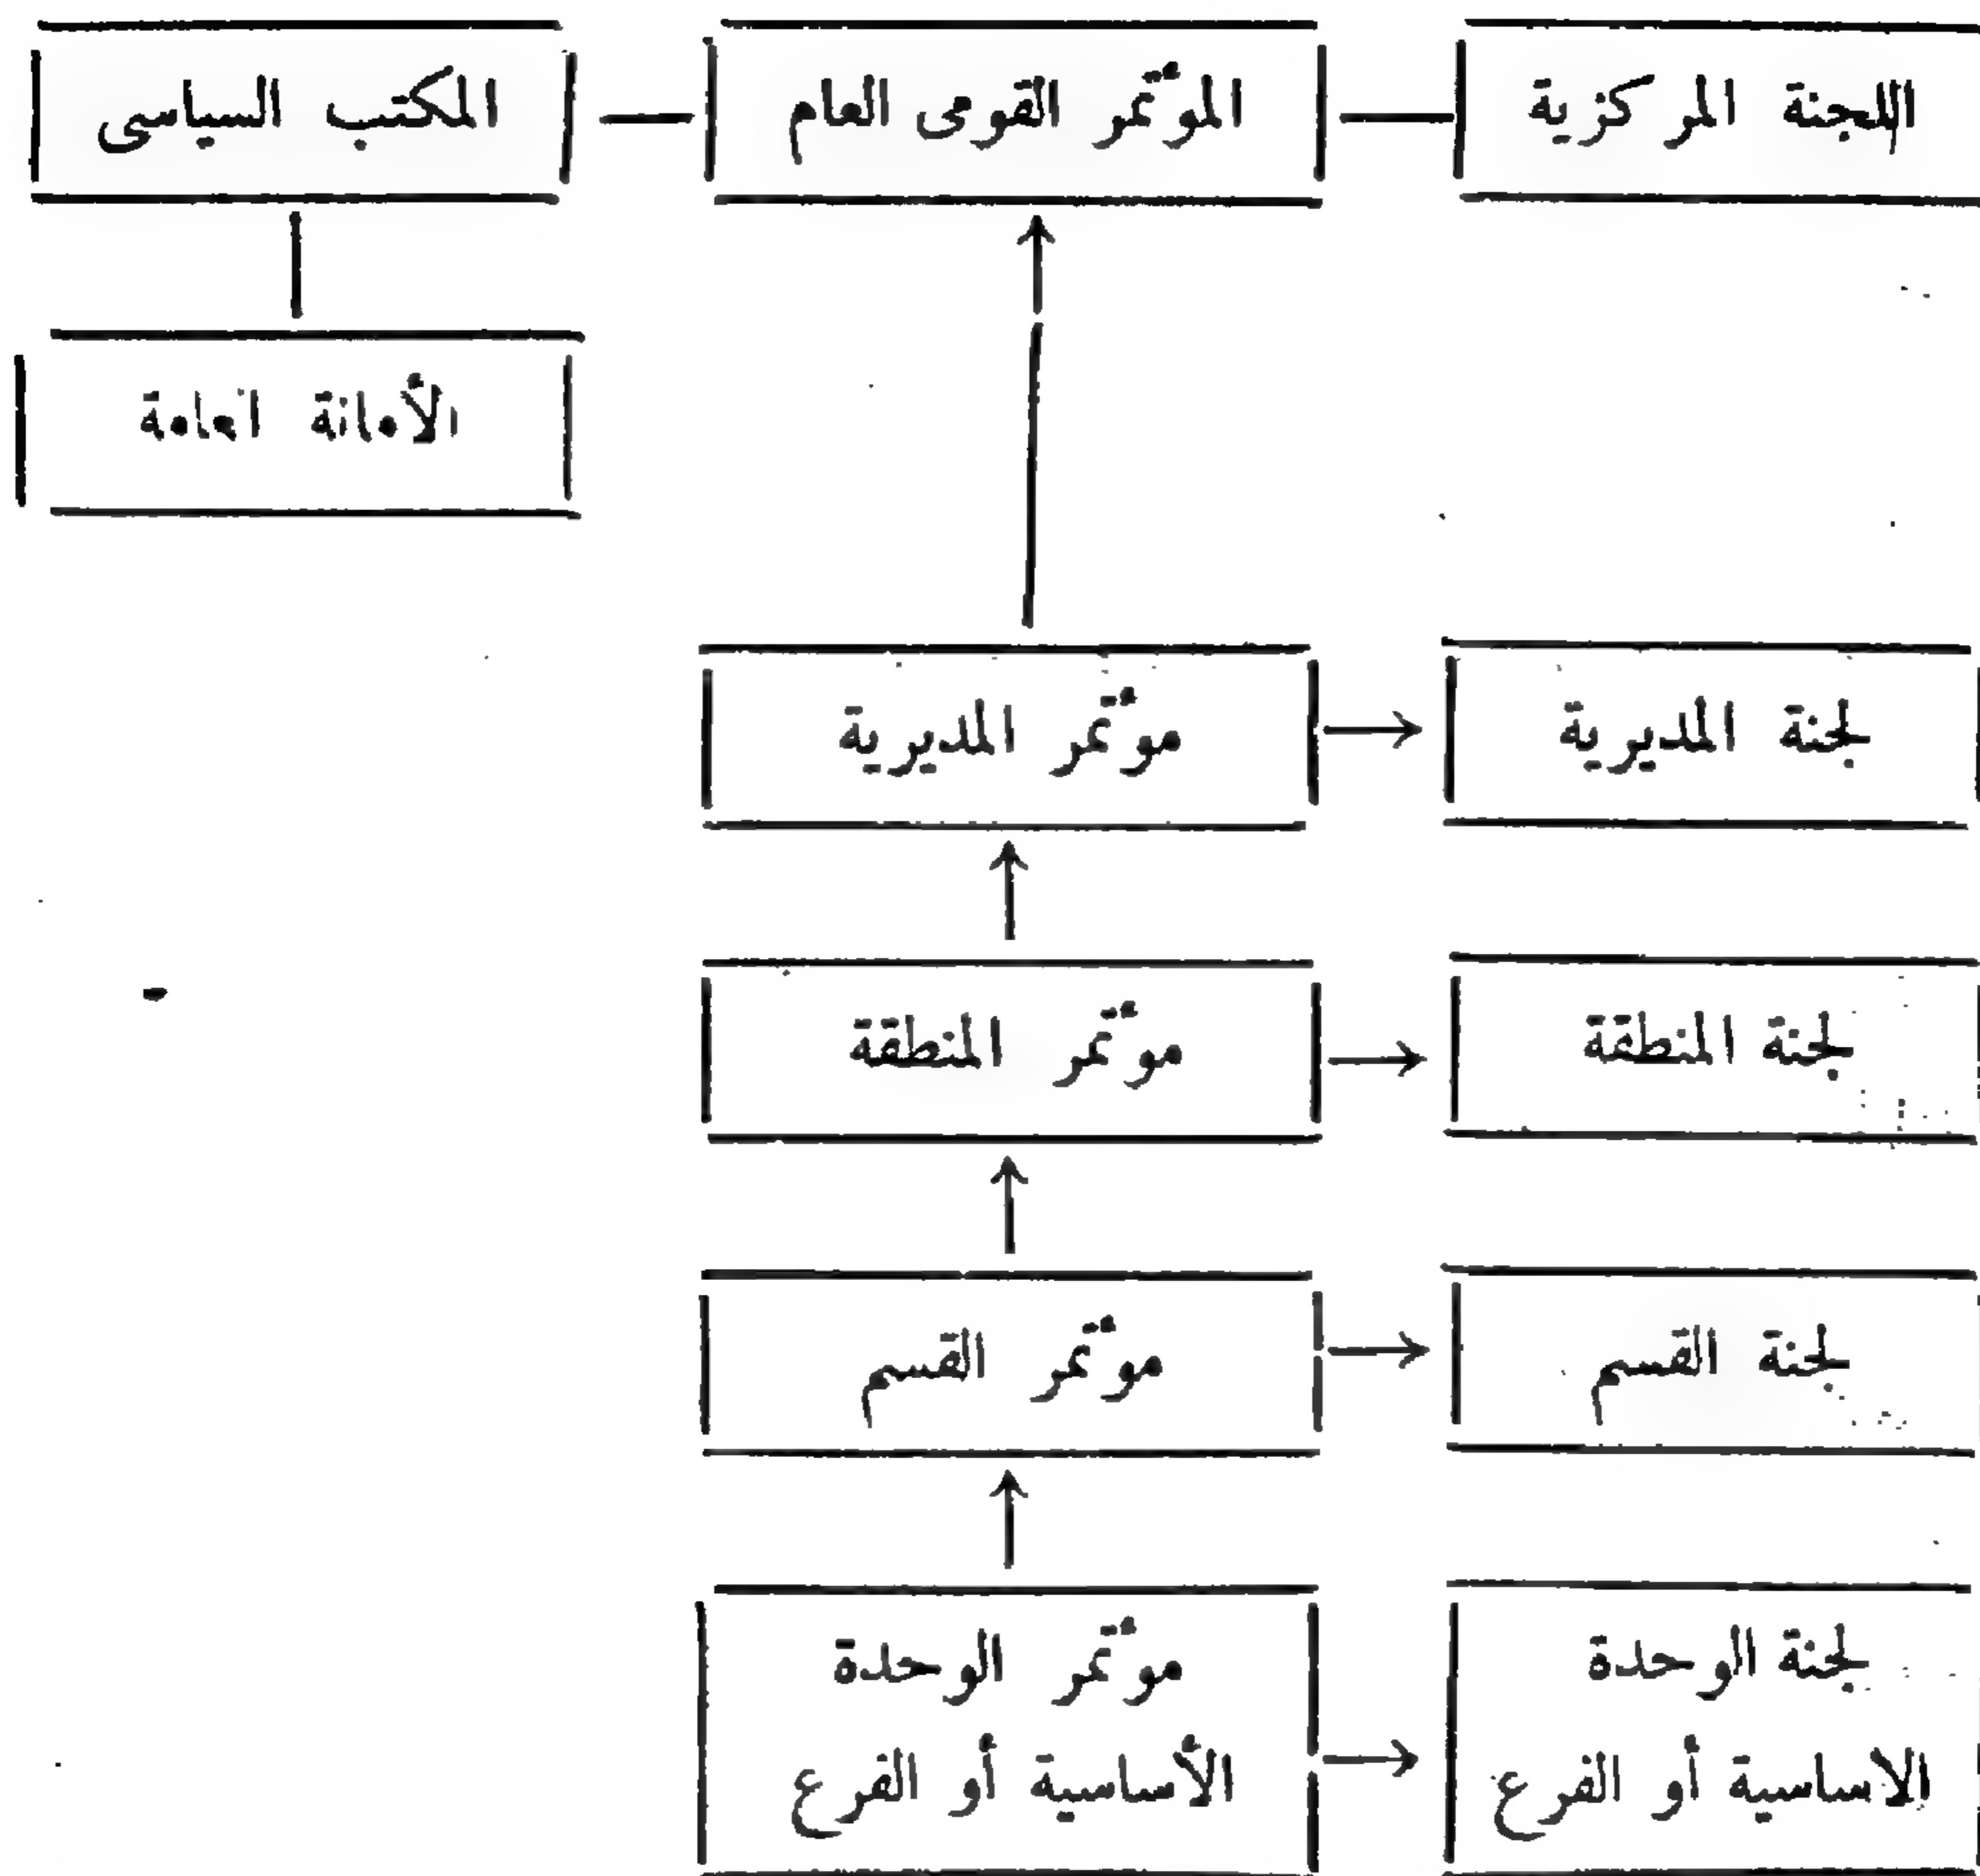 اللجنة المركزية
المؤتمر القومى العام
المكتب السياسى
الأمانة العامة
لجنة المديرية
مؤتمر المديرية
لجنة المنطقة
مؤتمر المنطقة
لجنة القسم
مؤتمر القسم
لجنة الوحدة
الاساسية أو الفرع
مؤتمر الوحدة
الأساسية أو الفرع